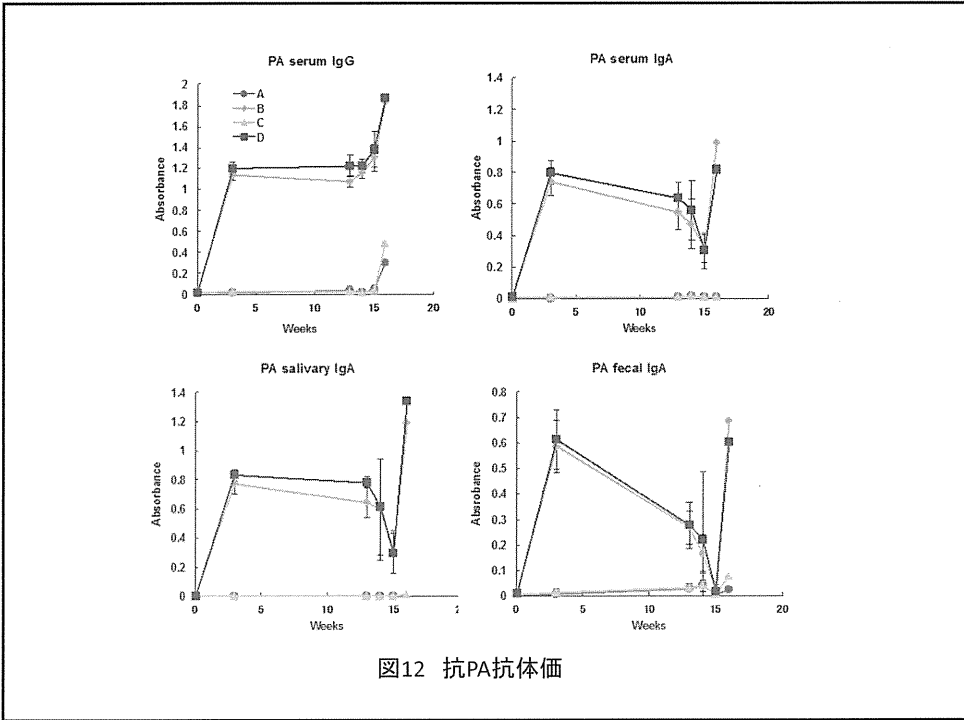 PA serum IgG
2
1.8
1.6
1.4
1.2
1
0.8
0.6
0.4
0.2
0
Absorbance
A
B
C
D
0 5 10 15 20
Weeks
PA serum IgA
1.4
1.2
1
0.8
0.6
0.4
0.2
0
Absorbance
0 5 10 15 20
Weeks
PA salivary IgA
1.4
1.2
1
0.8
0.6
0.4
0.2
0
Absorbance
0 5 10 15 2
Weeks
PA fecal IgA
0.8
0.7
0.6
0.5
0.4
0.3
0.2
0.1
0
Absrobance
0 5 10 15 20
Weeks
図12 抗PA抗体価